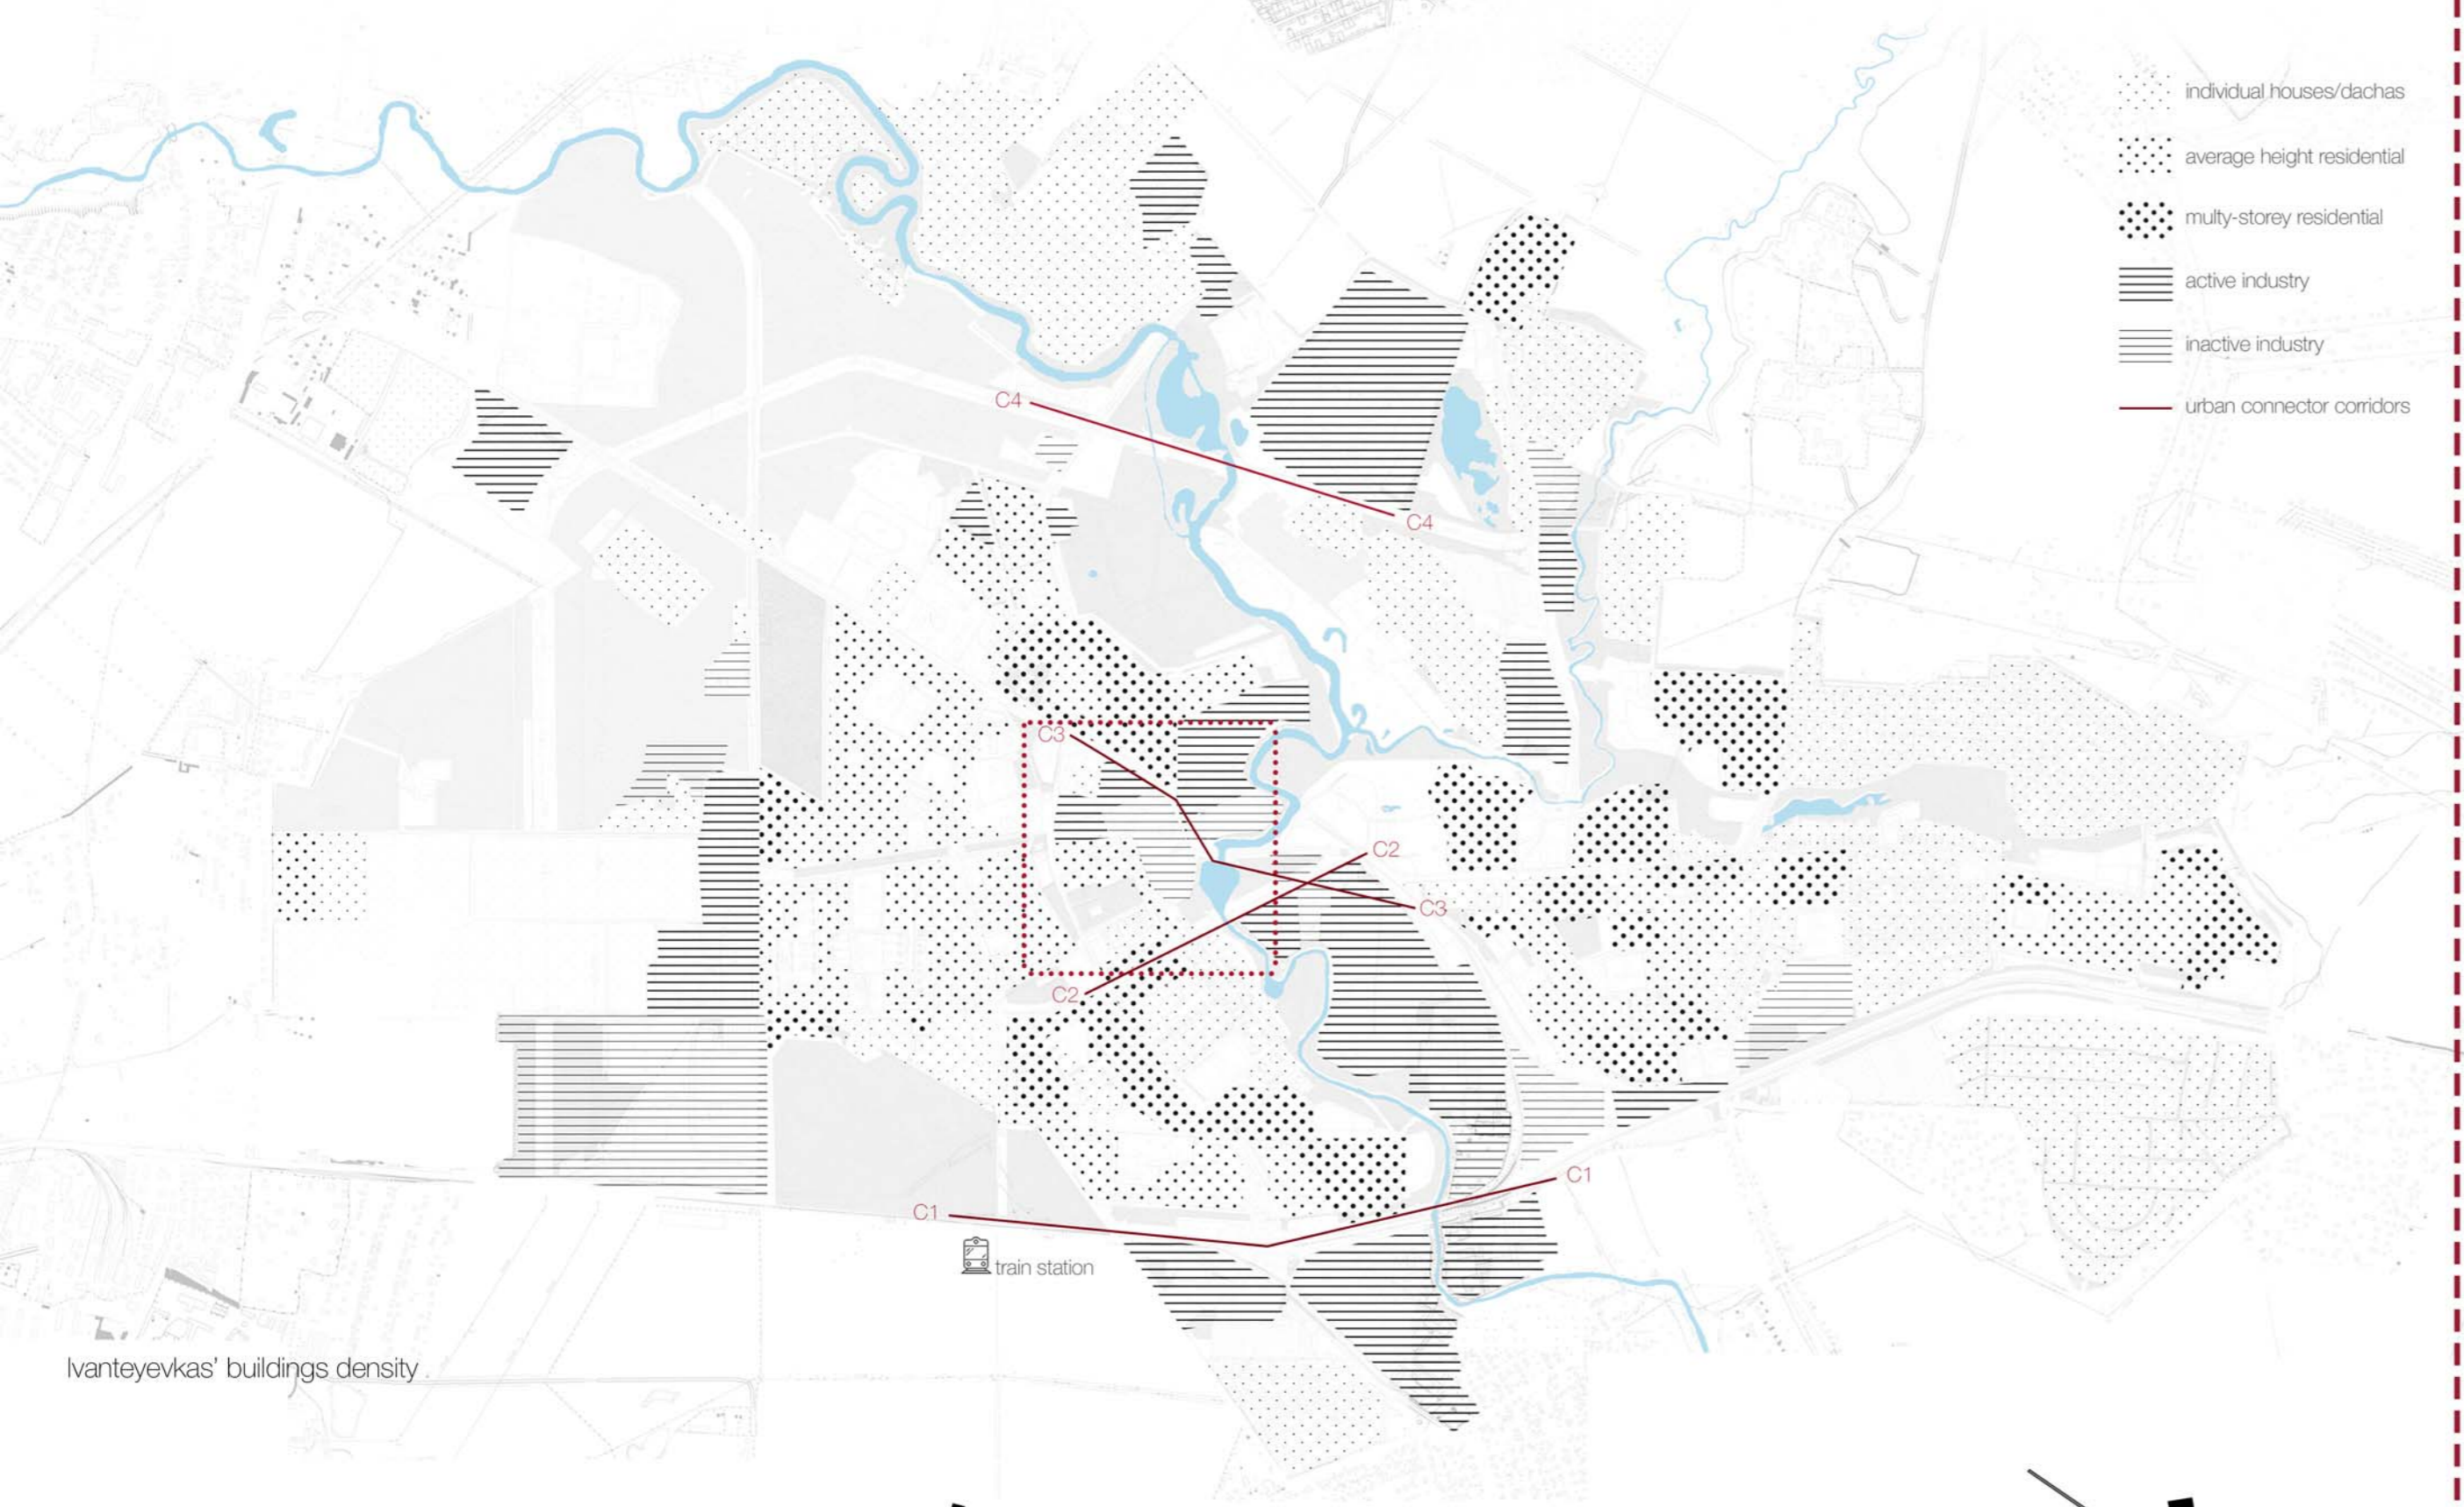 individual houses/dachas
average height residential
multy-storey residential
active industry
inactive industry
urban connector corridors
C4
C4
C3
C2
C3
C2
C1
C1
train station
Ivanteyevkas' buildings density